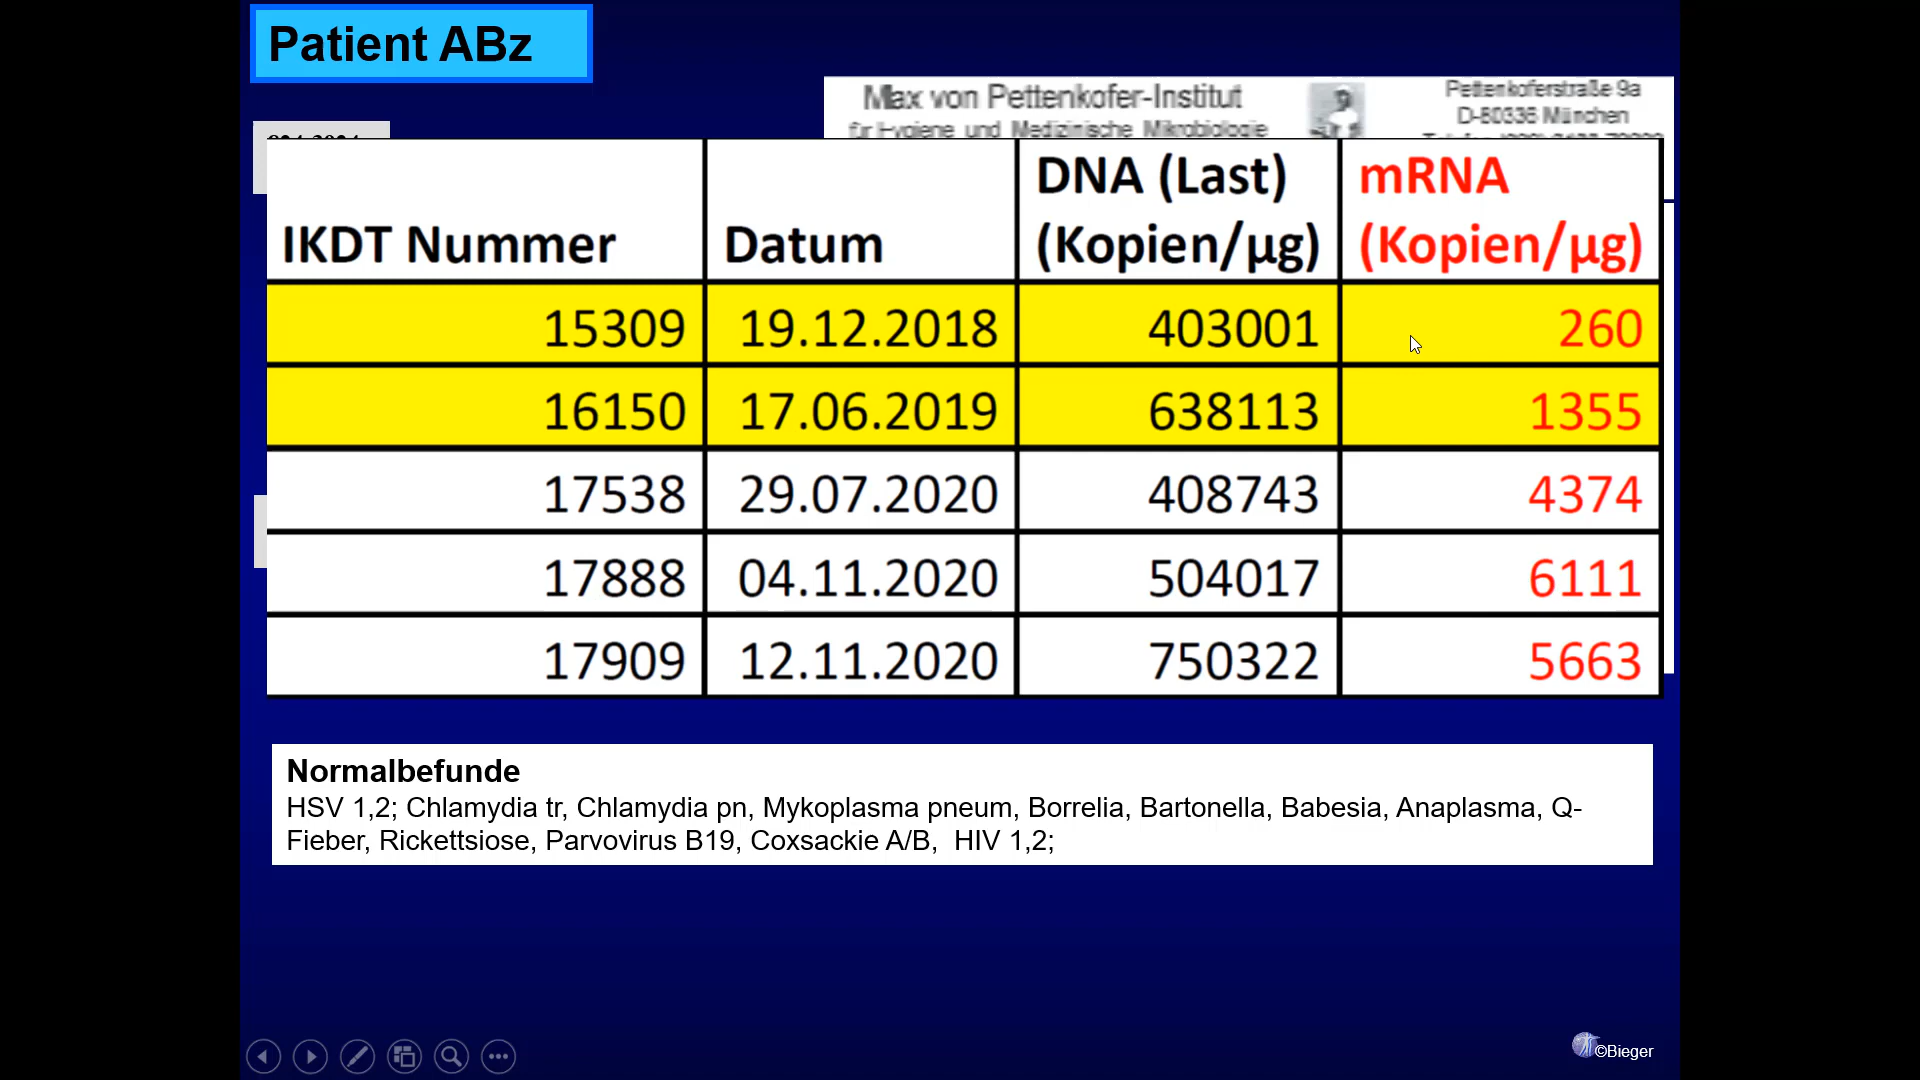 Patient ABz
Max von Pettenkofer-Institut
für Hygiene und Medizinische Mikrobiologie
Pettenkoferstraße 9a
D-80336 München
IKDT Nummer Datum DNA (Last) (Kopien/µg) mRNA (Kopien/µg)
15309 19.12.2018 403001 260
16150 17.06.2019 638113 1355
17538 29.07.2020 408743 4374
17888 04.11.2020 504017 6111
17909 12.11.2020 750322 5663
Normalbefunde
HSV 1,2; Chlamydia tr, Chlamydia pn, Mykoplasma pneum, Borrelia, Bartonella, Babesia, Anaplasma, Q-
Fieber, Rickettsiose, Parvovirus B19, Coxsackie A/B, HIV 1,2;
©Bieger